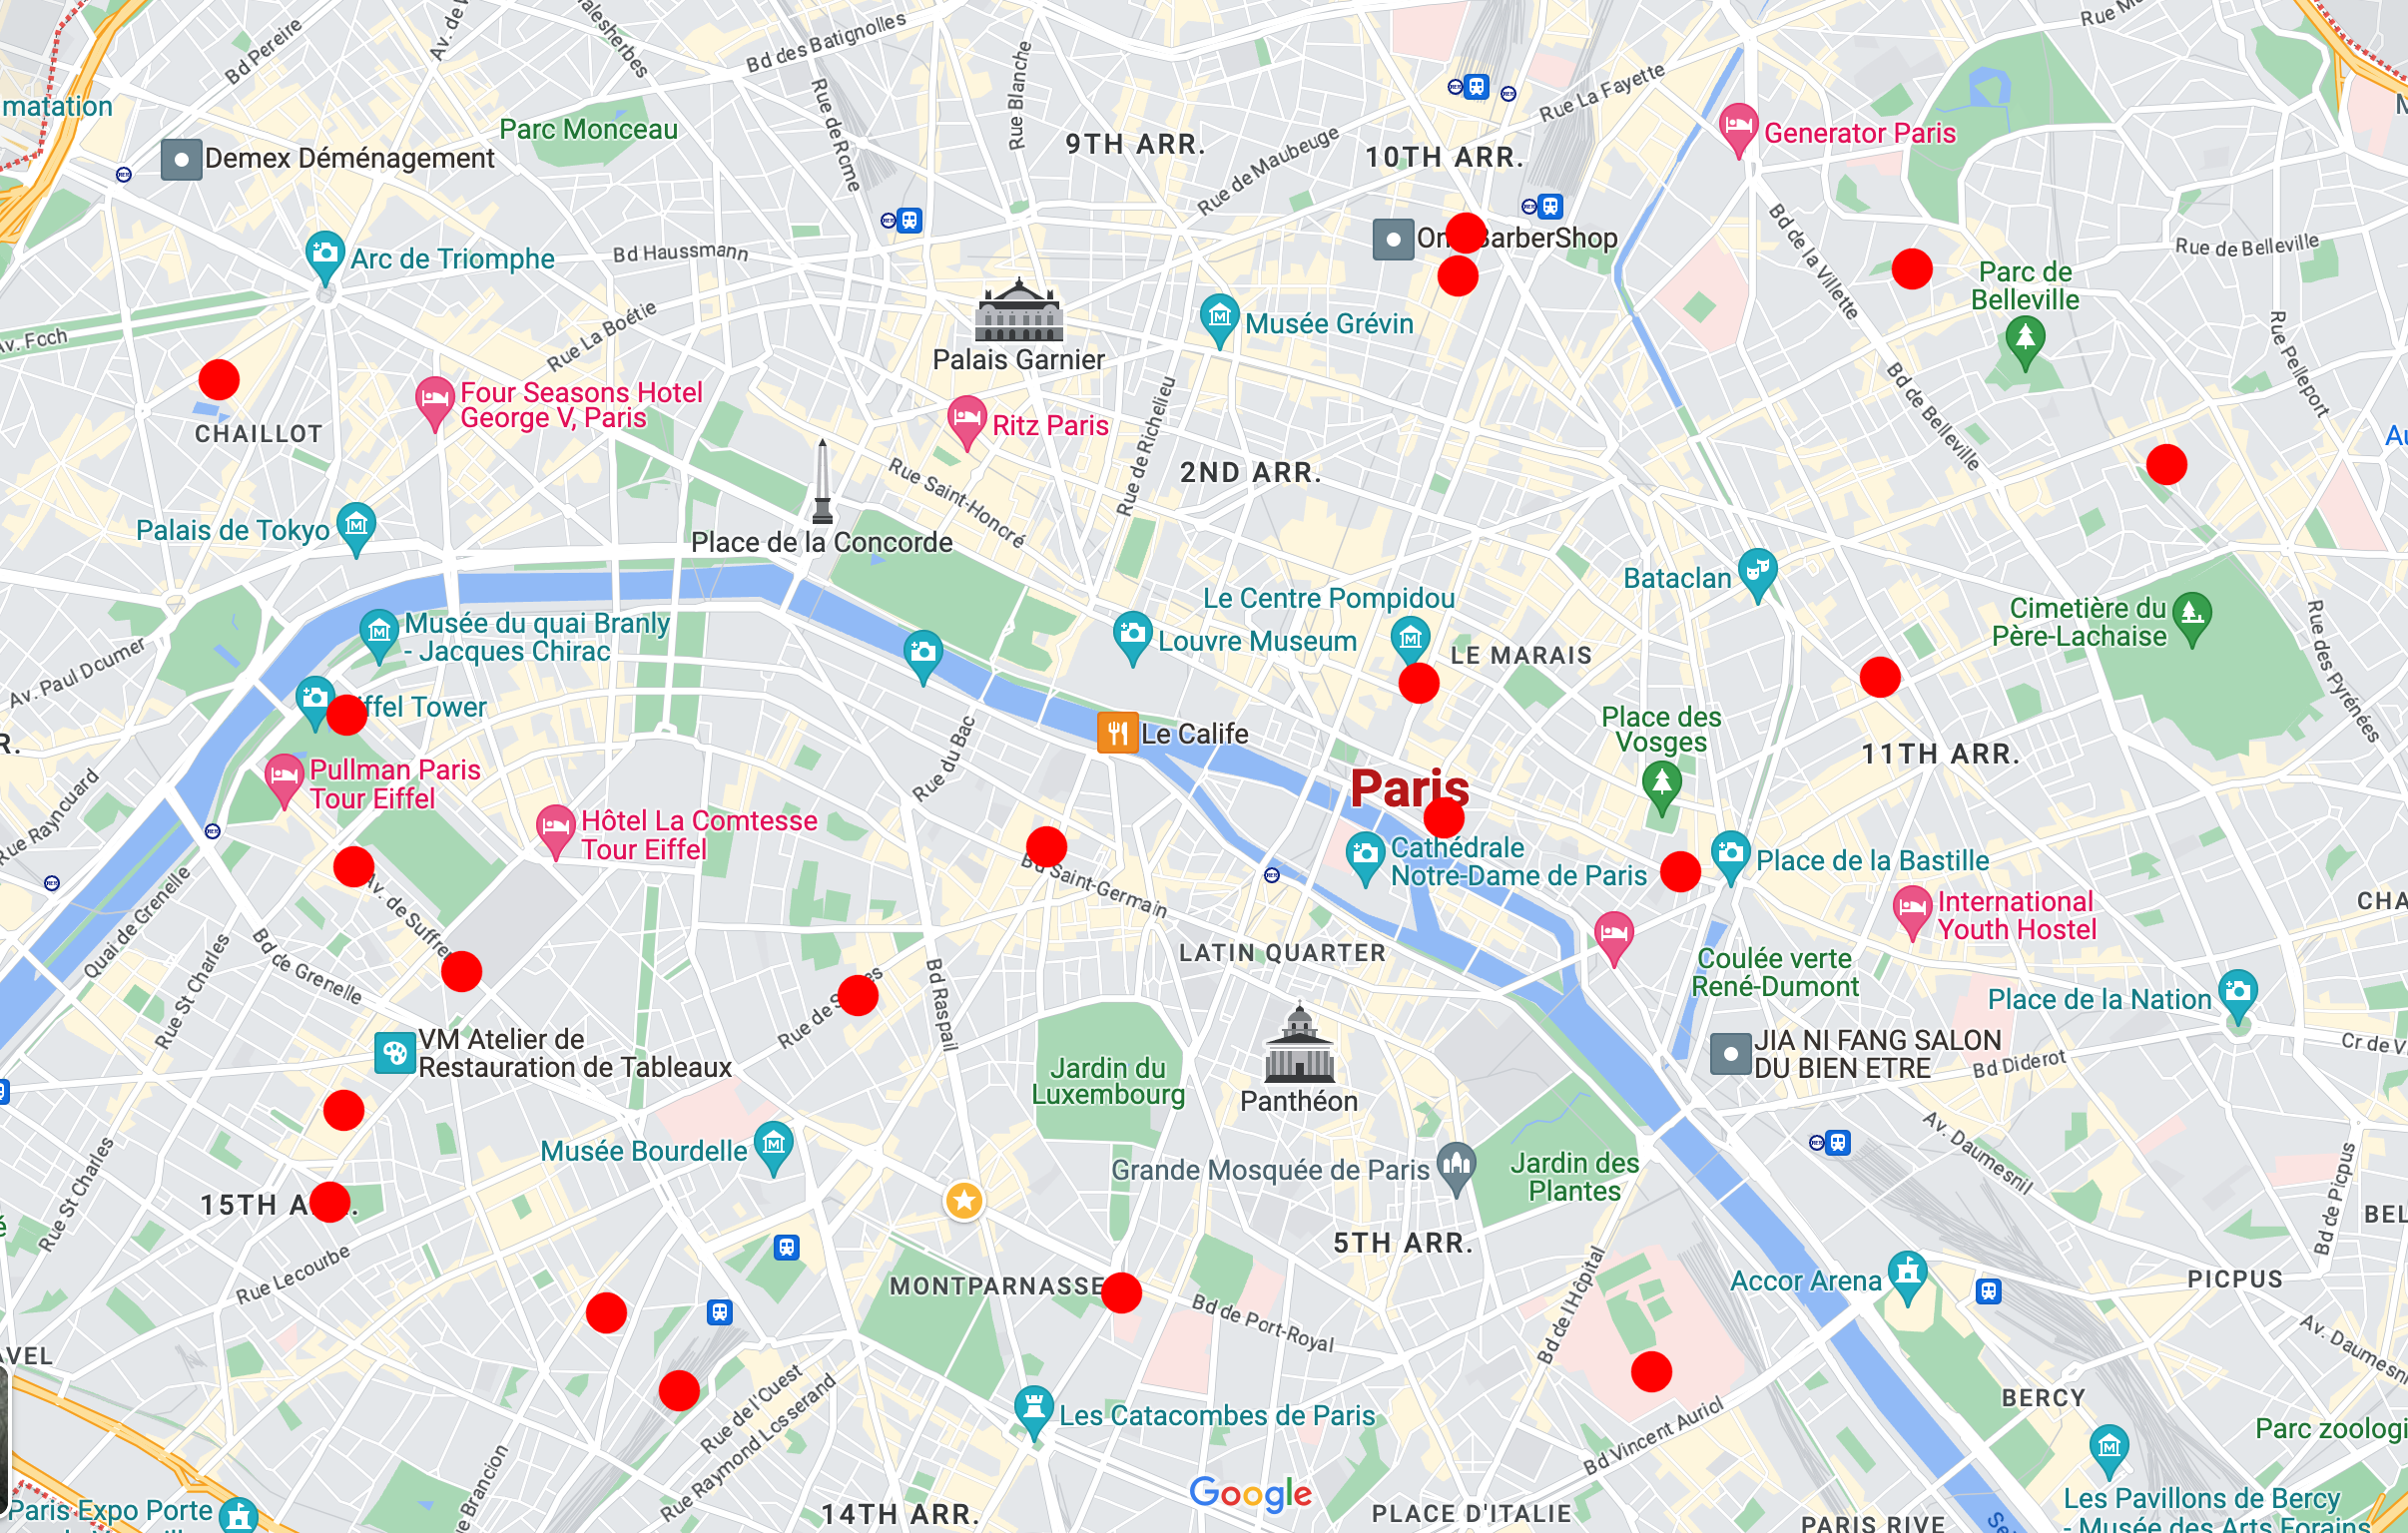 Bd Pereire
Bd des Batignolles
Rue Blanche
matation
Parc Monceau
Rue de Rome
9TH ARR.
Rue de Maubeuge
10TH ARR.
Rue La Fayette
Generator Paris
Demex Déménagement
Arc de Triomphe
Bd Haussmann
BarberShop
Bd de la Villette
Rue de Belleville
Parc de
Belleville
Av. Foch
Rue La Boétie
Palais Garnier
Musée Grévin
Rue Pelleport
Four Seasons Hotel
George V, Paris
CHAILLOT
Ritz Paris
Rue de Richelieu
2ND ARR.
Bd de Belleville
Rue Saint-Honoré
Palais de Tokyo
Place de la Concorde
Bataclan
Le Centre Pompidou
Louvre Museum
LE MARAIS
Cimetière du
Père-Lachaise
Rue des Pyrénées
Musée du quai Branly
- Jacques Chirac
Av. Paul Doumer
iffel Tower
Place des
Vosges
Rue du Bac
Le Calife
11TH ARR.
Pullman Paris
Tour Eiffel
Rue Raynouard
Paris
Hôtel La Comtesse
Tour Eiffel
Bd Saint-Germain
Cathédrale
Notre-Dame de Paris
Place de la Bastille
Quai de Grenelle
Av. de Suffren
International
Youth Hostel
CHA
Rue St Charles
Bd de Grenelle
LATIN QUARTER
Coulée verte
René-Dumont
Rue de
Bd Raspail
Place de la Nation
VM Atelier de
Restauration de Tableaux
JIA NI FANG SALON
DU BIEN ETRE
Bd Diderot
Cr de V
Jardin du
Luxembourg
Panthéon
Musée Bourdelle
Grande Mosquée de Paris
Jardin des
Plantes
Av. Daumesnil
Bd de Picpus
Rue St Charles
15TH A
BEL
5TH ARR.
Rue Lecourbe
MONTPARNASSE
Bd de Port-Royal
Bd de l'Hôpital
Accor Arena
PICPUS
AVEL
Av. Daumesni
Rue de l'Ouest
Rue Raymond Losserand
Les Catacombes de Paris
BERCY
Bd Vincent Auriol
Parc zoologi
Google
e Brancion
Paris Expo Porte
14TH ARR.
PLACE D'ITALIE
PARIS RIVE
Les Pavillons de Bercy
- Musée des Arts Forains